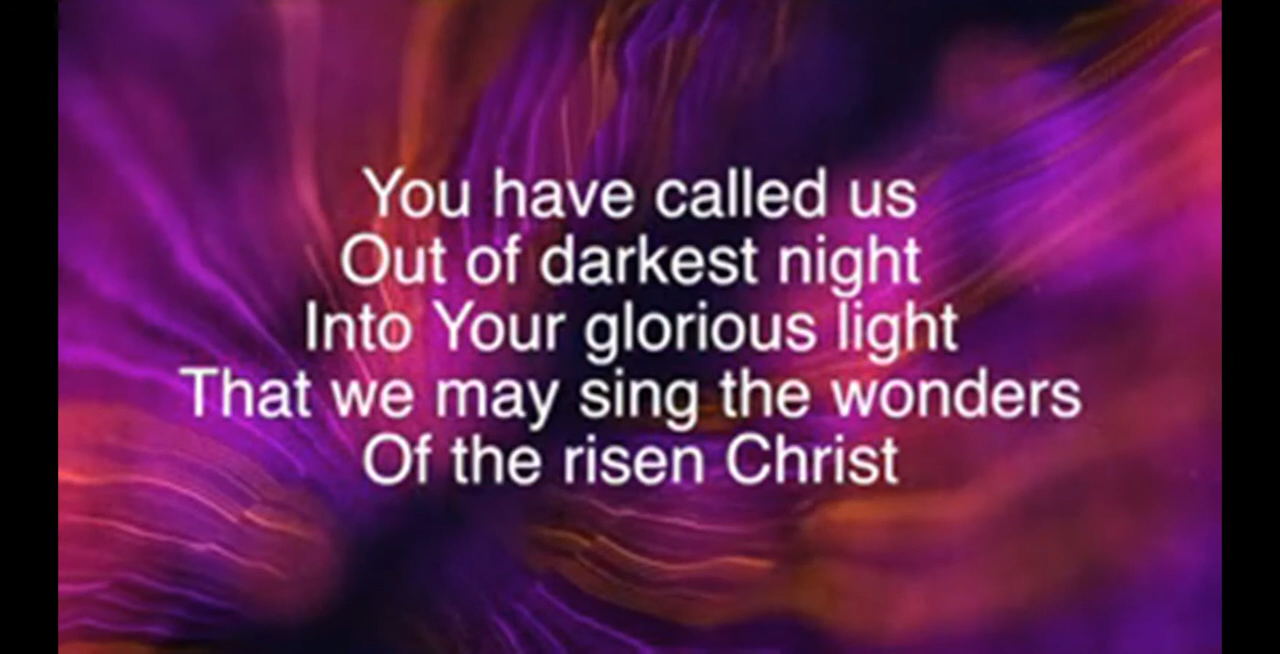 You have called us
Out of darkest night
Into Your glorious light
That we may sing the wonders
Of the risen Christ